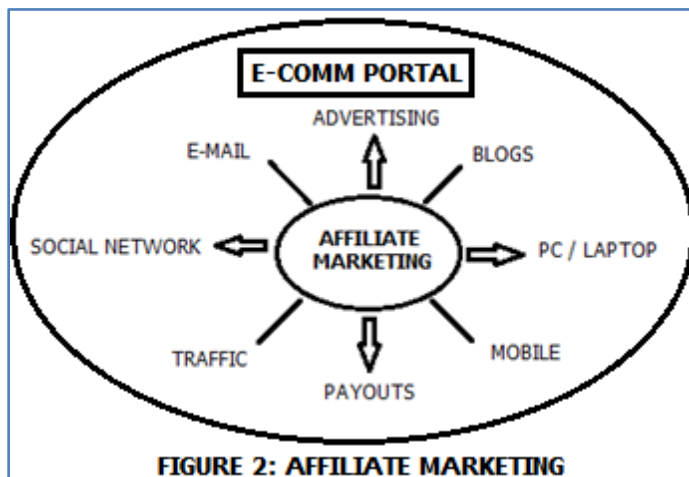 E-COMM PORTAL
ADVERTISING
E-MAIL
BLOGS
SOCIAL NETWORK
AFFILIATE
MARKETING
PC / LAPTOP
TRAFFIC
MOBILE
PAYOUTS
FIGURE 2: AFFILIATE MARKETING